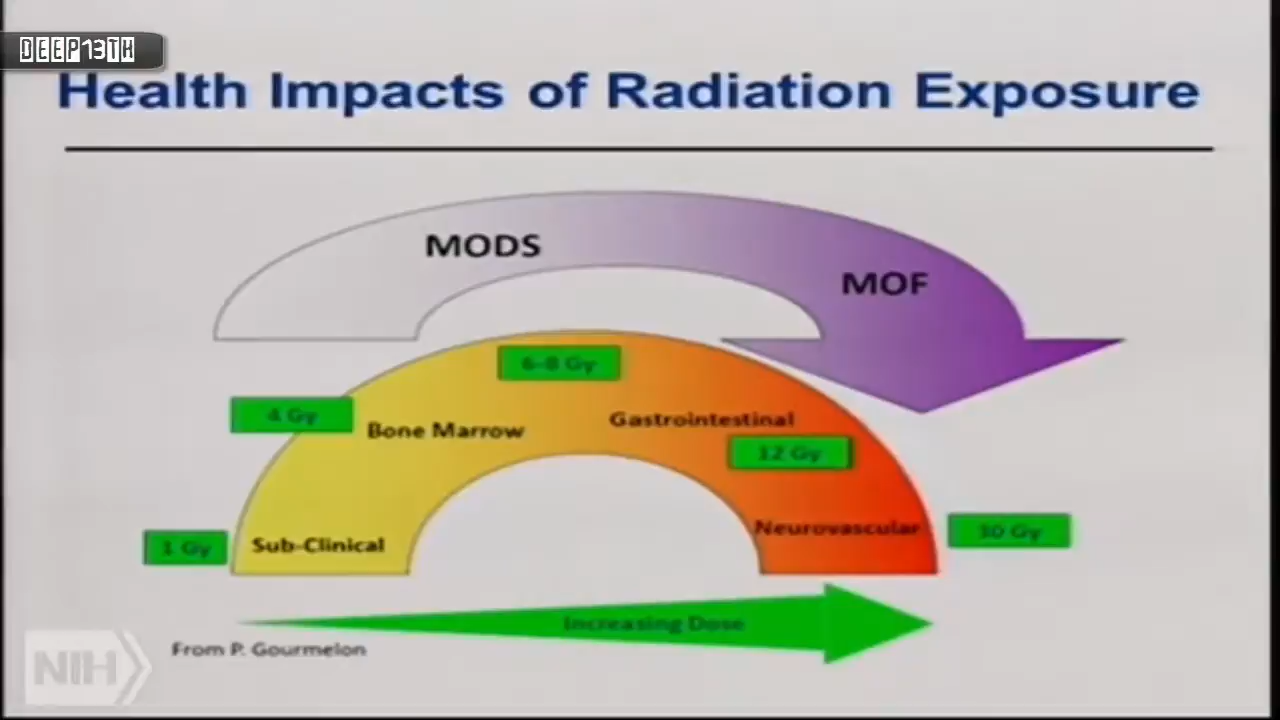 DEEP13TH
Health Impacts of Radiation Exposure
MODS
MOF
6-8 Gy
4 Gy
Bone Marrow
Gastrointestinal
12 Gy
Neurovascular
30 Gy
1 Gy
Sub-Clinical
Increasing Dose
From P. Gourmelon
NIH